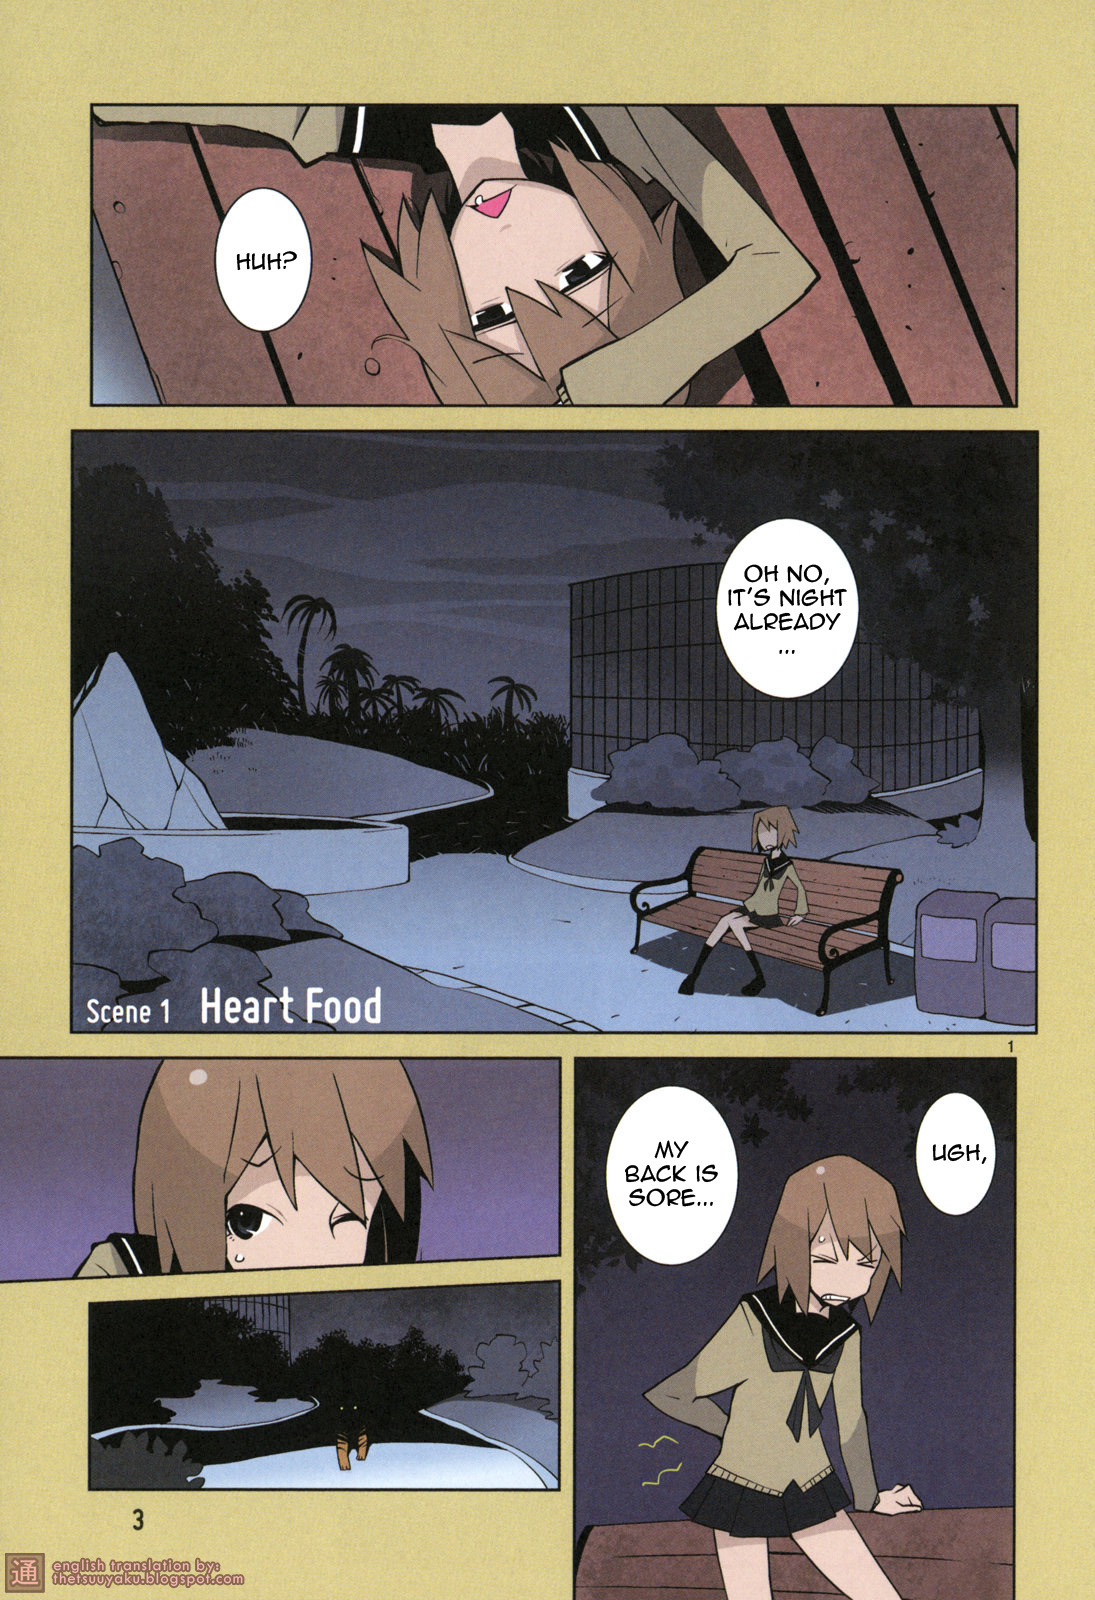 HUH?
OH NO,
IT'S NIGHT
ALREADY
...
Scene 1 Heart Food
1
UGH,
MY
BACK IS
SORE...
3
通
english translation by:
thetsuuyaku.blogspot.com